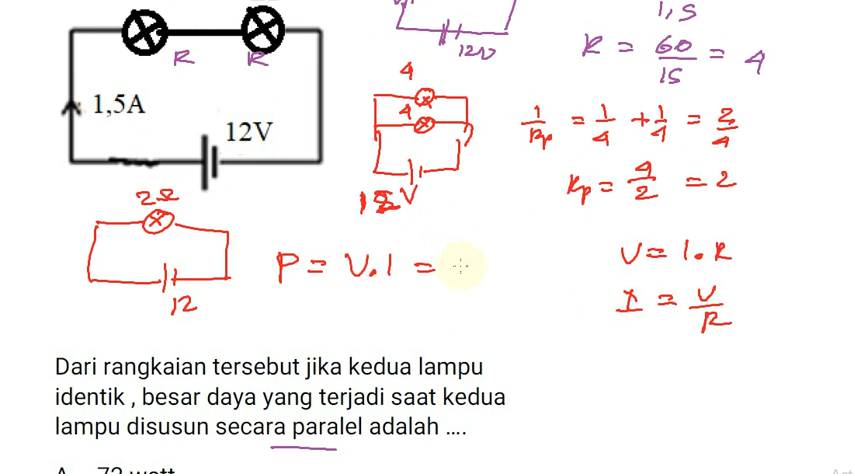 R R
1,5A
12V
12V
1,5
R = 60/15 = 4
4
4
12 V
1/Rp = 1/4 + 1/4 = 2/4
Rp = 4/2 = 2
2Ω
12
P = V.I =
V = I.R
I = V/R
Dari rangkaian tersebut jika kedua lampu
identik , besar daya yang terjadi saat kedua
lampu disusun secara paralel adalah ....